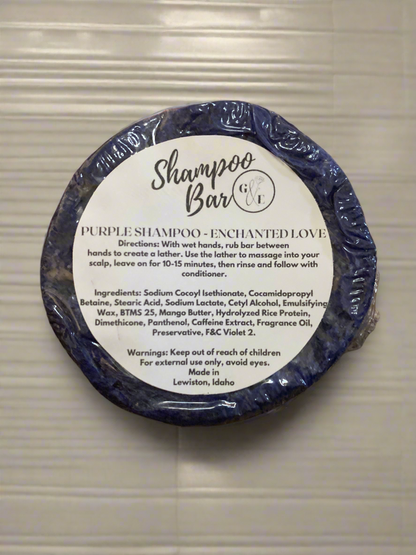 Shampoo
Bar
G & E
PURPLE SHAMPOO - ENCHANTED LOVE
Directions: With wet hands, rub bar between
hands to create a lather. Use the lather to massage into your
scalp, leave on for 10-15 minutes, then rinse and follow with
conditioner.
Ingredients: Sodium Cocoyl Isethionate, Cocamidopropyl
Betaine, Stearic Acid, Sodium Lactate, Cetyl Alcohol, Emulsifying
Wax, BTMS 25, Mango Butter, Hydrolyzed Rice Protein,
Dimethicone, Panthenol, Caffeine Extract, Fragrance Oil,
Preservative, F&C Violet 2.
Warnings: Keep out of reach of children
For external use only, avoid eyes.
Made in
Lewiston, Idaho